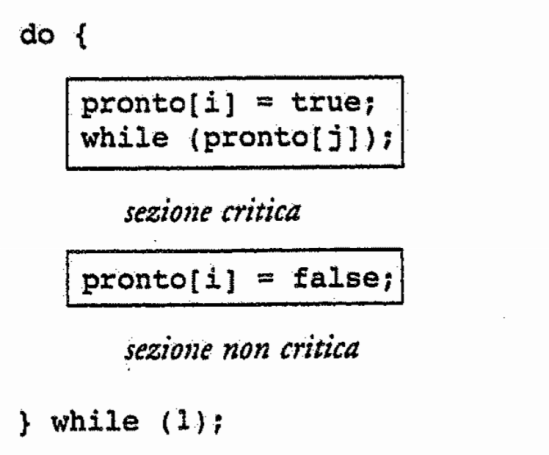 do {
pronto[i] = true;
while (pronto[j]);
sezione critica
pronto[i] = false;
sezione non critica
} while (1);